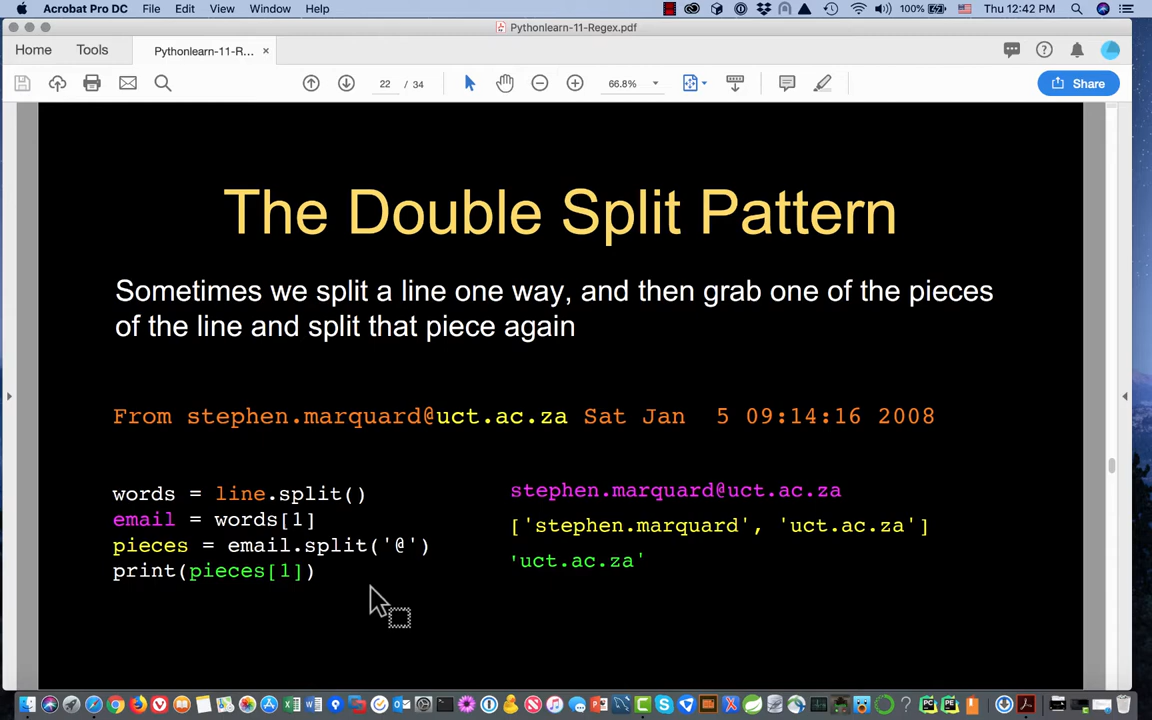 Acrobat Pro DC File Edit View Window Help 100% Thu 12:42 PM
Pythonlearn-11-Regex.pdf
Home Tools Pythonlearn-11-R... ×
22 / 34 66.8% Share
The Double Split Pattern
Sometimes we split a line one way, and then grab one of the pieces
of the line and split that piece again
From stephen.marquard@uct.ac.za Sat Jan  5 09:14:16 2008
words = line.split()
email = words[1]
pieces = email.split('@')
print(pieces[1])
stephen.marquard@uct.ac.za
['stephen.marquard', 'uct.ac.za']
'uct.ac.za'